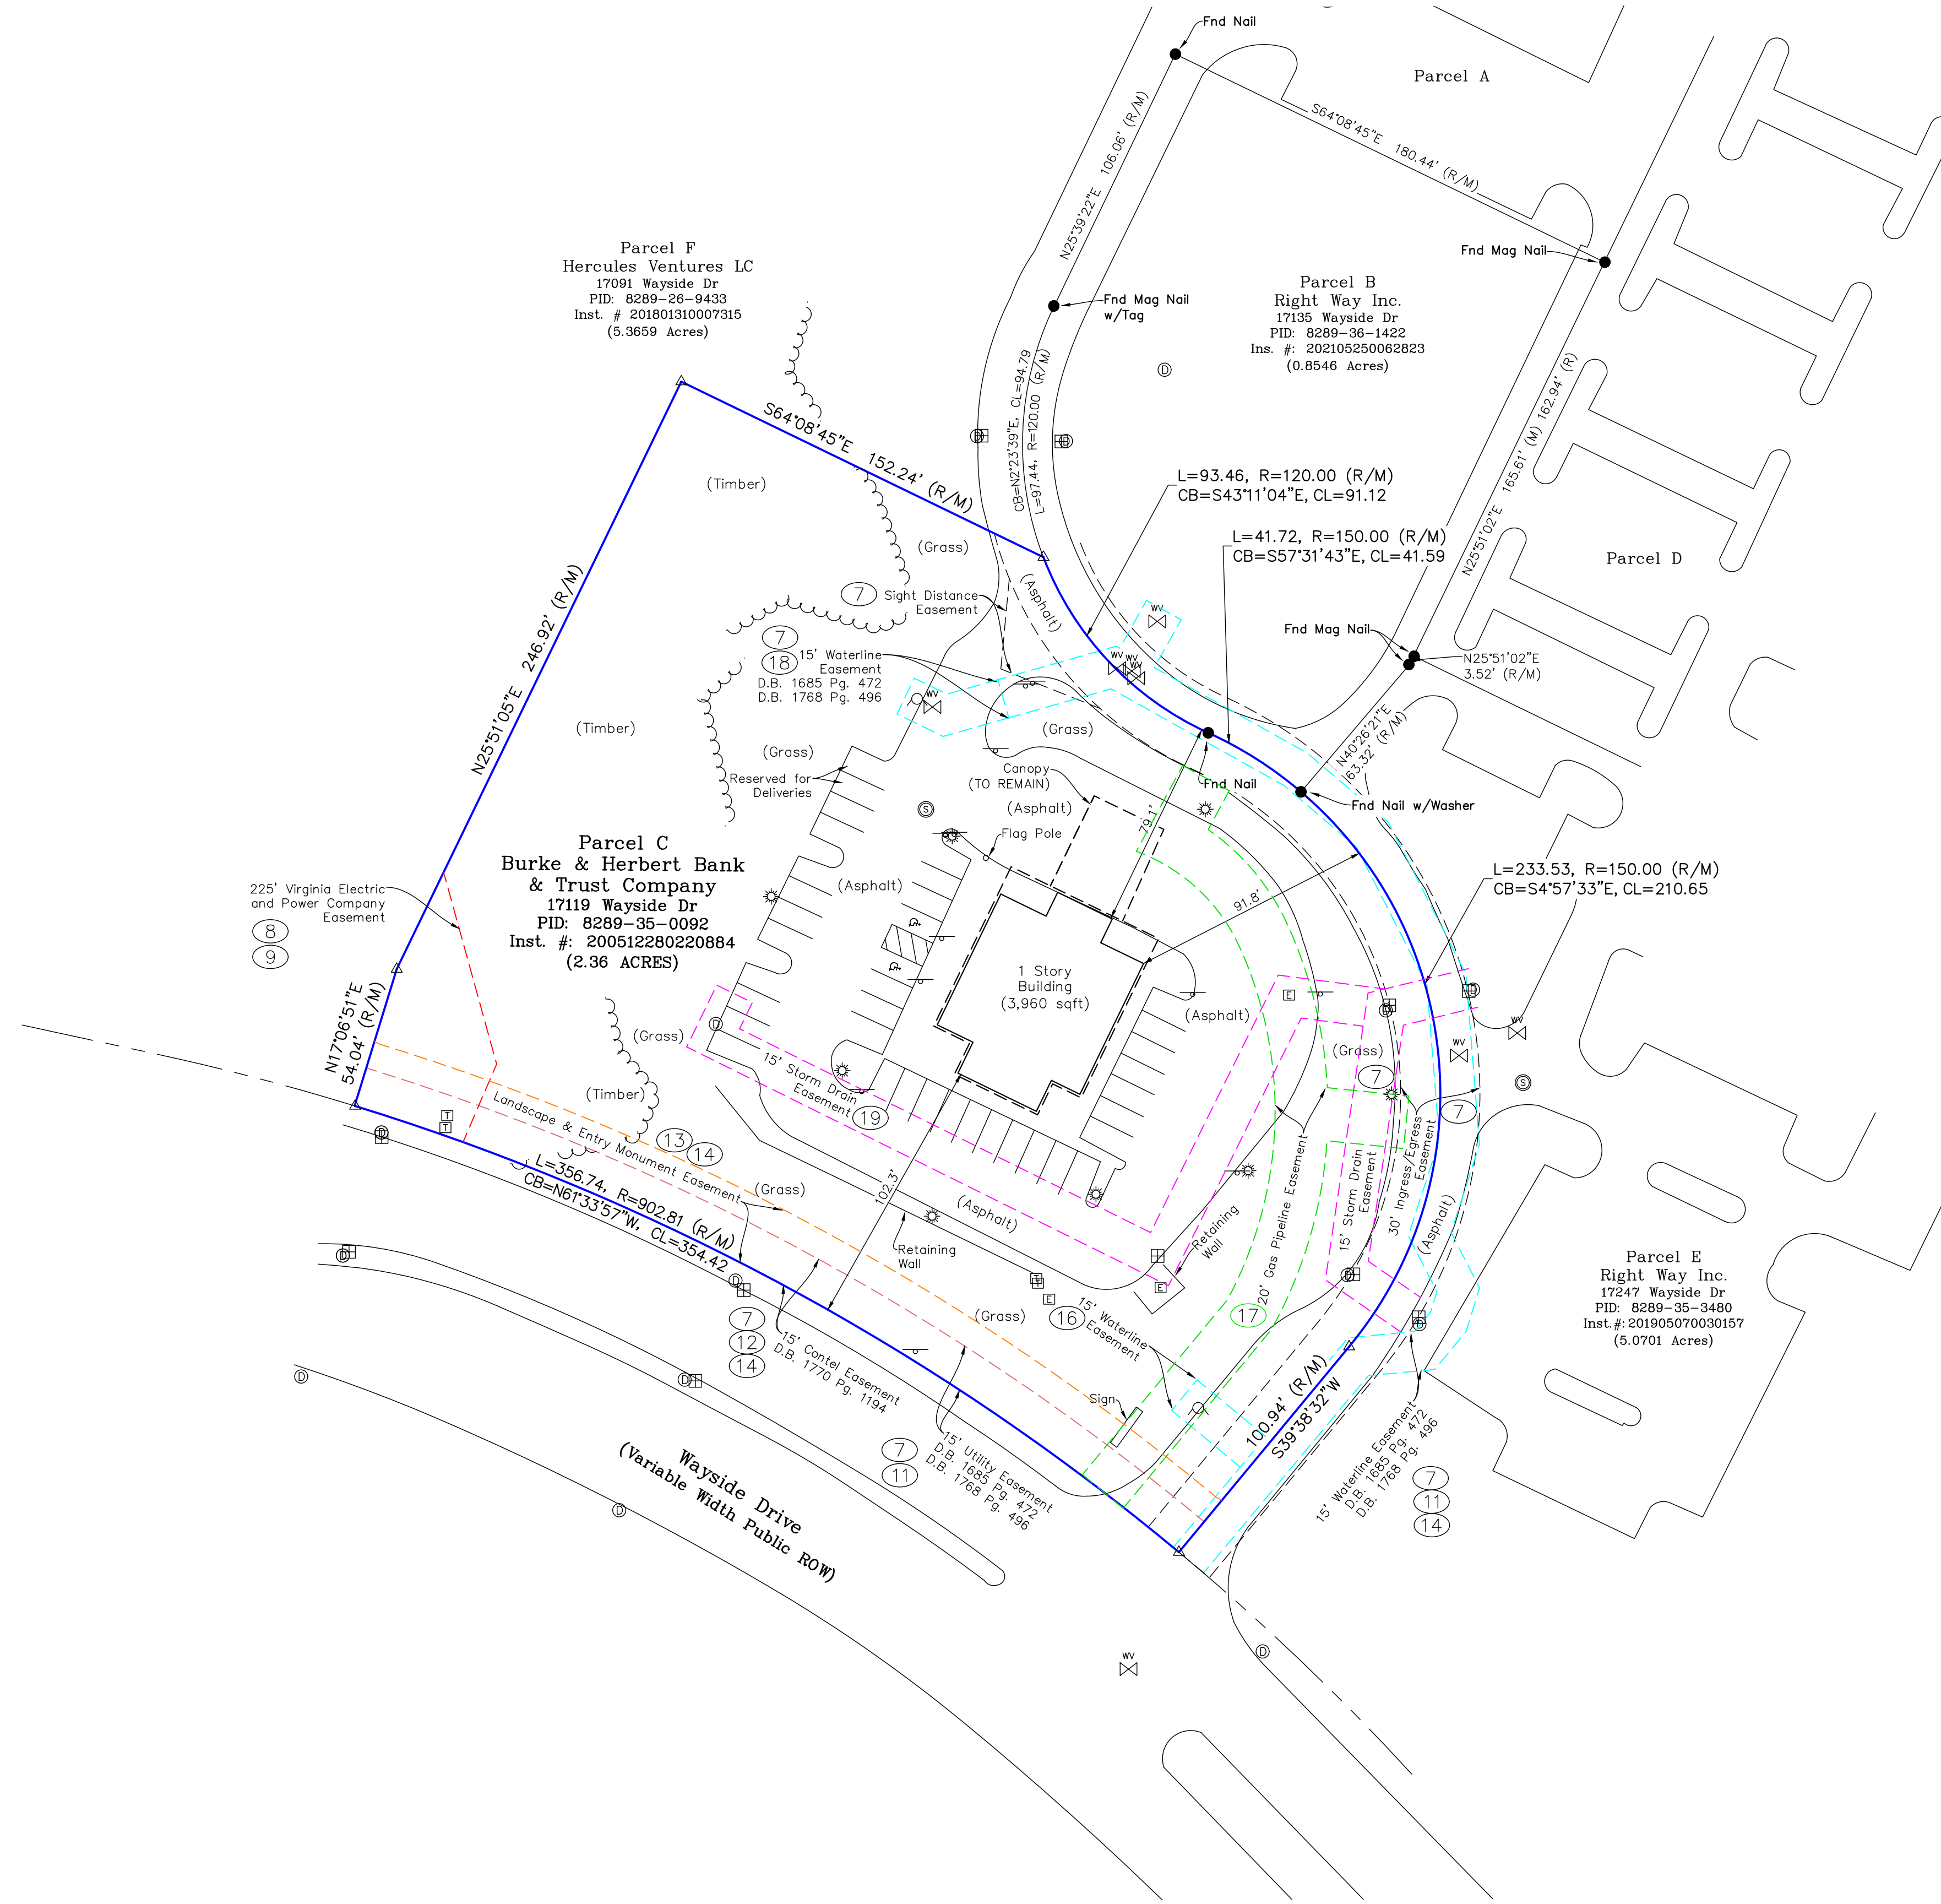 Fnd Nail
Parcel A
S64°08'45"E 180.44' (R/M)
N25°39'22"E 106.06' (R/M)
Fnd Mag Nail
Parcel F
Hercules Ventures LC
17091 Wayside Dr
PID: 8289-26-9433
Inst. # 201801310007315
(5.3659 Acres)
Parcel B
Right Way Inc.
17135 Wayside Dr
PID: 8289-36-1422
Ins. #: 202105250062823
(0.8546 Acres)
Fnd Mag Nail
w/Tag
D
CB=N2°23'39"E, CL=94.79
L=97.44, R=120.00 (R/M)
N25°51'02"E 165.61' (M) 162.94' (R)
S64°08'45"E 152.24' (R/M)
(Timber)
L=93.46, R=120.00 (R/M)
CB=S43°11'04"E, CL=91.12
L=41.72, R=150.00 (R/M)
CB=S57°31'43"E, CL=41.59
Parcel D
(Grass)
(Asphalt)
7
Sight Distance
Easement
7
18
15' Waterline
Easement
D.B. 1685 Pg. 472
D.B. 1768 Pg. 496
WV
WV
WV
WV
WV
Fnd Mag Nail
N25°51'02"E
3.52' (R/M)
N40°26'21"E
63.32' (R/M)
N25°51'05"E 246.92' (R/M)
(Timber)
(Grass)
(Grass)
Reserved for
Deliveries
Canopy
(TO REMAIN)
Fnd Nail
Fnd Nail w/Washer
(Asphalt)
S
79.1'
Flag Pole
Parcel C
Burke & Herbert Bank
& Trust Company
17119 Wayside Dr
PID: 8289-35-0092
Inst. #: 200512280220884
(2.36 ACRES)
(Asphalt)
L=233.53, R=150.00 (R/M)
CB=S4°57'33"E, CL=210.65
225' Virginia Electric
and Power Company
Easement
8
9
91.8'
1 Story
Building
(3,960 sqft)
E
(Asphalt)
N17°06'51"E
54.04' (R/M)
(Grass)
D
15' Storm Drain
Easement
19
(Grass)
7
7
WV
WV
S
(Timber)
T
T
Landscape & Entry Monument Easement
13
14
(Grass)
L=356.74, R=902.81 (R/M)
CB=N61°33'57"W, CL=354.42
102.3'
(Asphalt)
Retaining
Wall
Retaining
Wall
20' Gas Pipeline Easement
17
15' Storm Drain
Easement
30' Ingress/Egress
Easement
(Asphalt)
E
E
(Grass)
16
15' Waterline
Easement
Parcel E
Right Way Inc.
17247 Wayside Dr
PID: 8289-35-3480
Inst.#:201905070030157
(5.0701 Acres)
7
12
14
15' Contel Easement
D.B. 1770 Pg. 1194
Sign
100.94' (R/M)
S39°38'32"W
7
11
15' Utility Easement
D.B. 1685 Pg. 472
D.B. 1768 Pg. 496
15' Waterline Easement
D.B. 1685 Pg. 472
D.B. 1768 Pg. 496
7
11
14
Wayside Drive
(Variable Width Public ROW)
D
D
D
WV